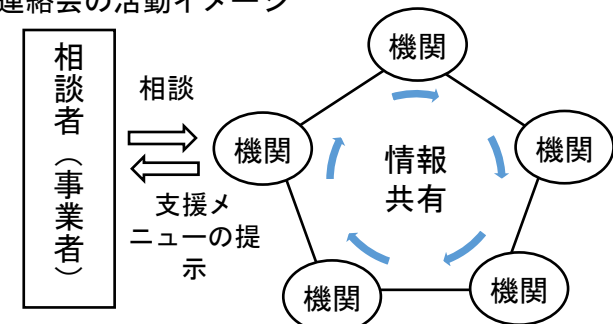 連絡会の活動イメージ
相談者（事業者）
相談
支援メ
ニューの提
示
機関
機関
機関
機関
機関
情報
共有